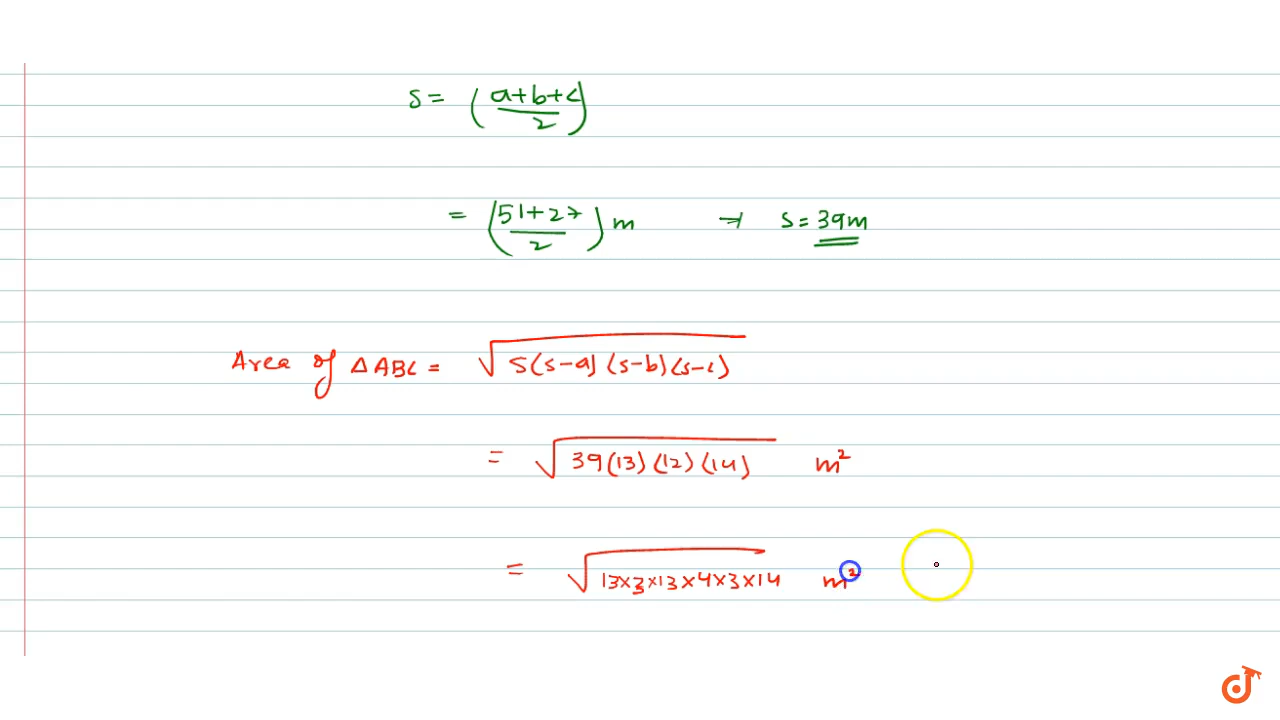 s = (a+b+c/2)
= (51+27/2) m ⇒ s = 39m
Area of △ABC = √s(s-a)(s-b)(s-c)
= √39(13)(12)(14) m²
= √13×3×13×4×3×14 m²